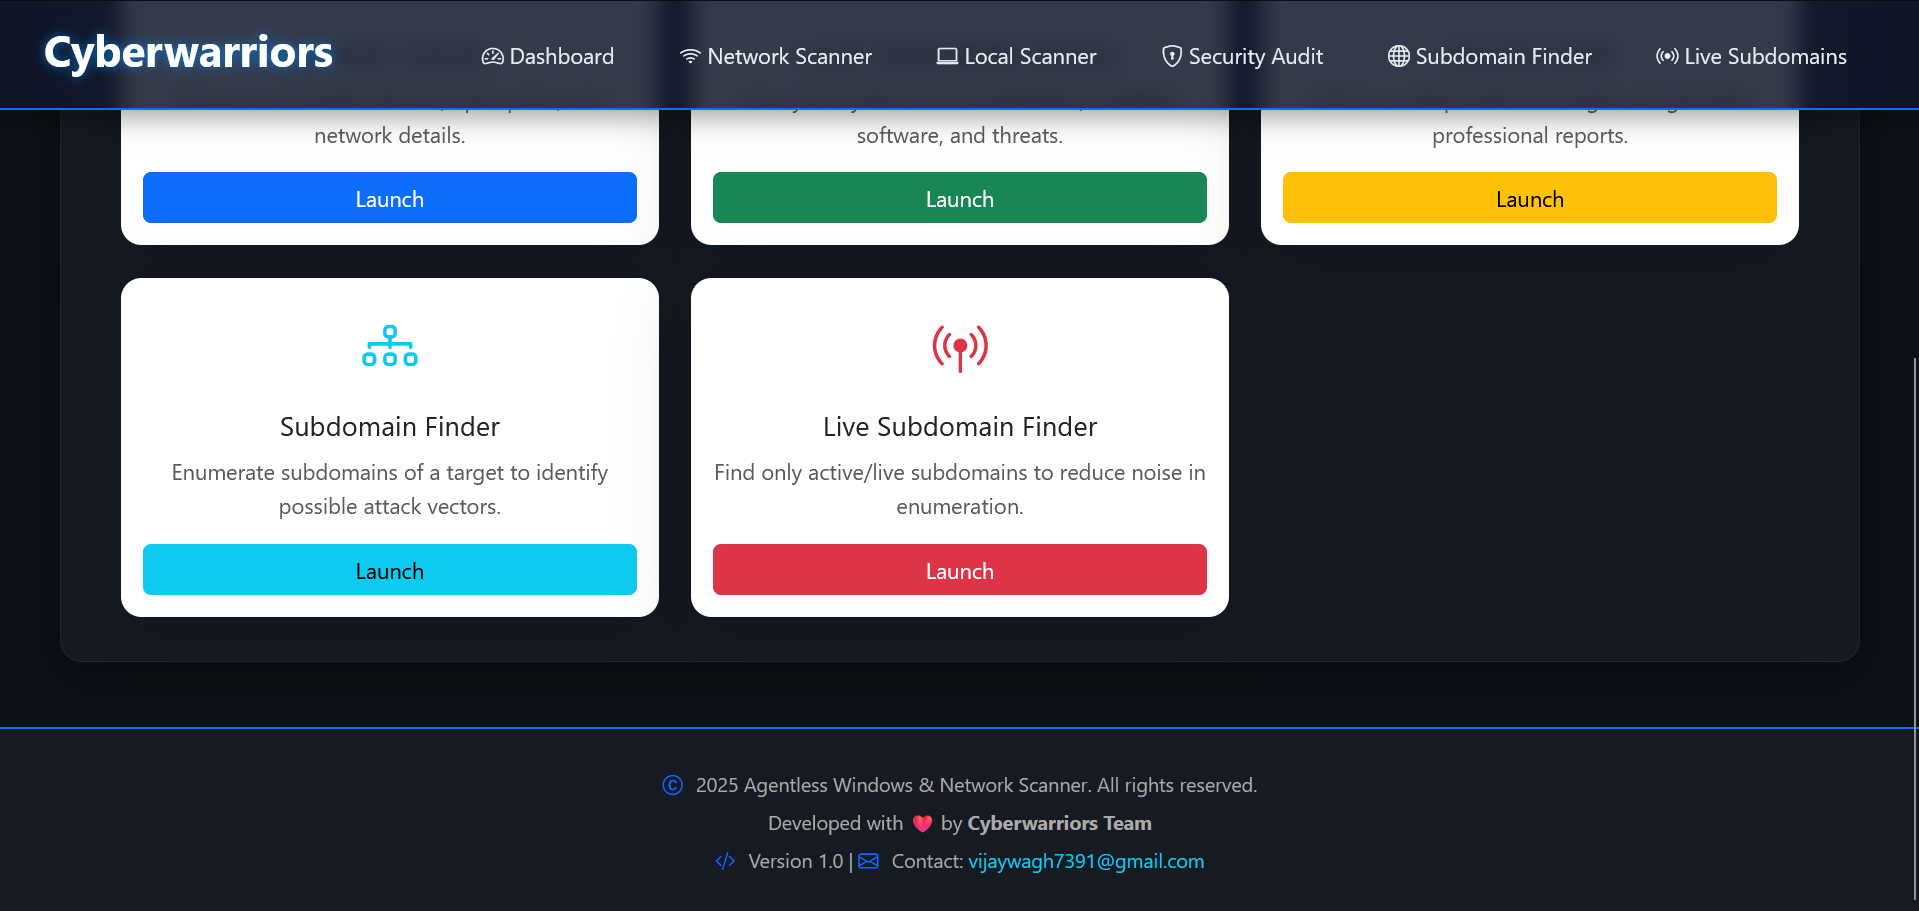 Cyberwarriors
Dashboard
Network Scanner
Local Scanner
Security Audit
Subdomain Finder
Live Subdomains
network details.
software, and threats.
professional reports.
Launch
Launch
Launch
Subdomain Finder
Enumerate subdomains of a target to identify
possible attack vectors.
Launch
Live Subdomain Finder
Find only active/live subdomains to reduce noise in
enumeration.
Launch
© 2025 Agentless Windows & Network Scanner. All rights reserved.
Developed with ❤️ by Cyberwarriors Team
</> Version 1.0 | Contact: vijaywagh7391@gmail.com